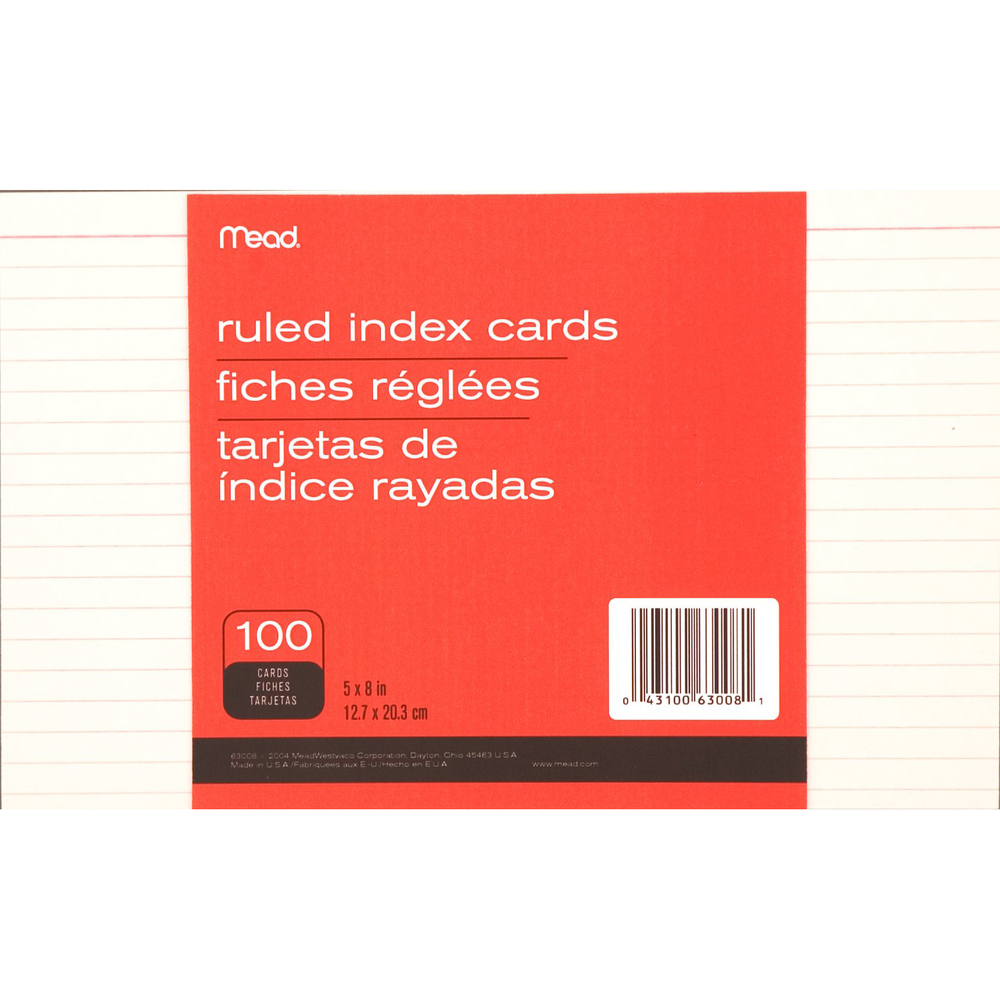 Mead
ruled index cards
fiches réglées
tarjetas de
índice rayadas
100
CARDS
FICHES
TARJETAS
5 x 8 in
12.7 x 20.3 cm
0 43100 63008 1
63008 © 2004 MeadWestvaco Corporation, Dayton, Ohio 45463 U.S.A.
Made in U.S.A./Fabriquées aux É.-U./Hecho en E.U.A. www.mead.com